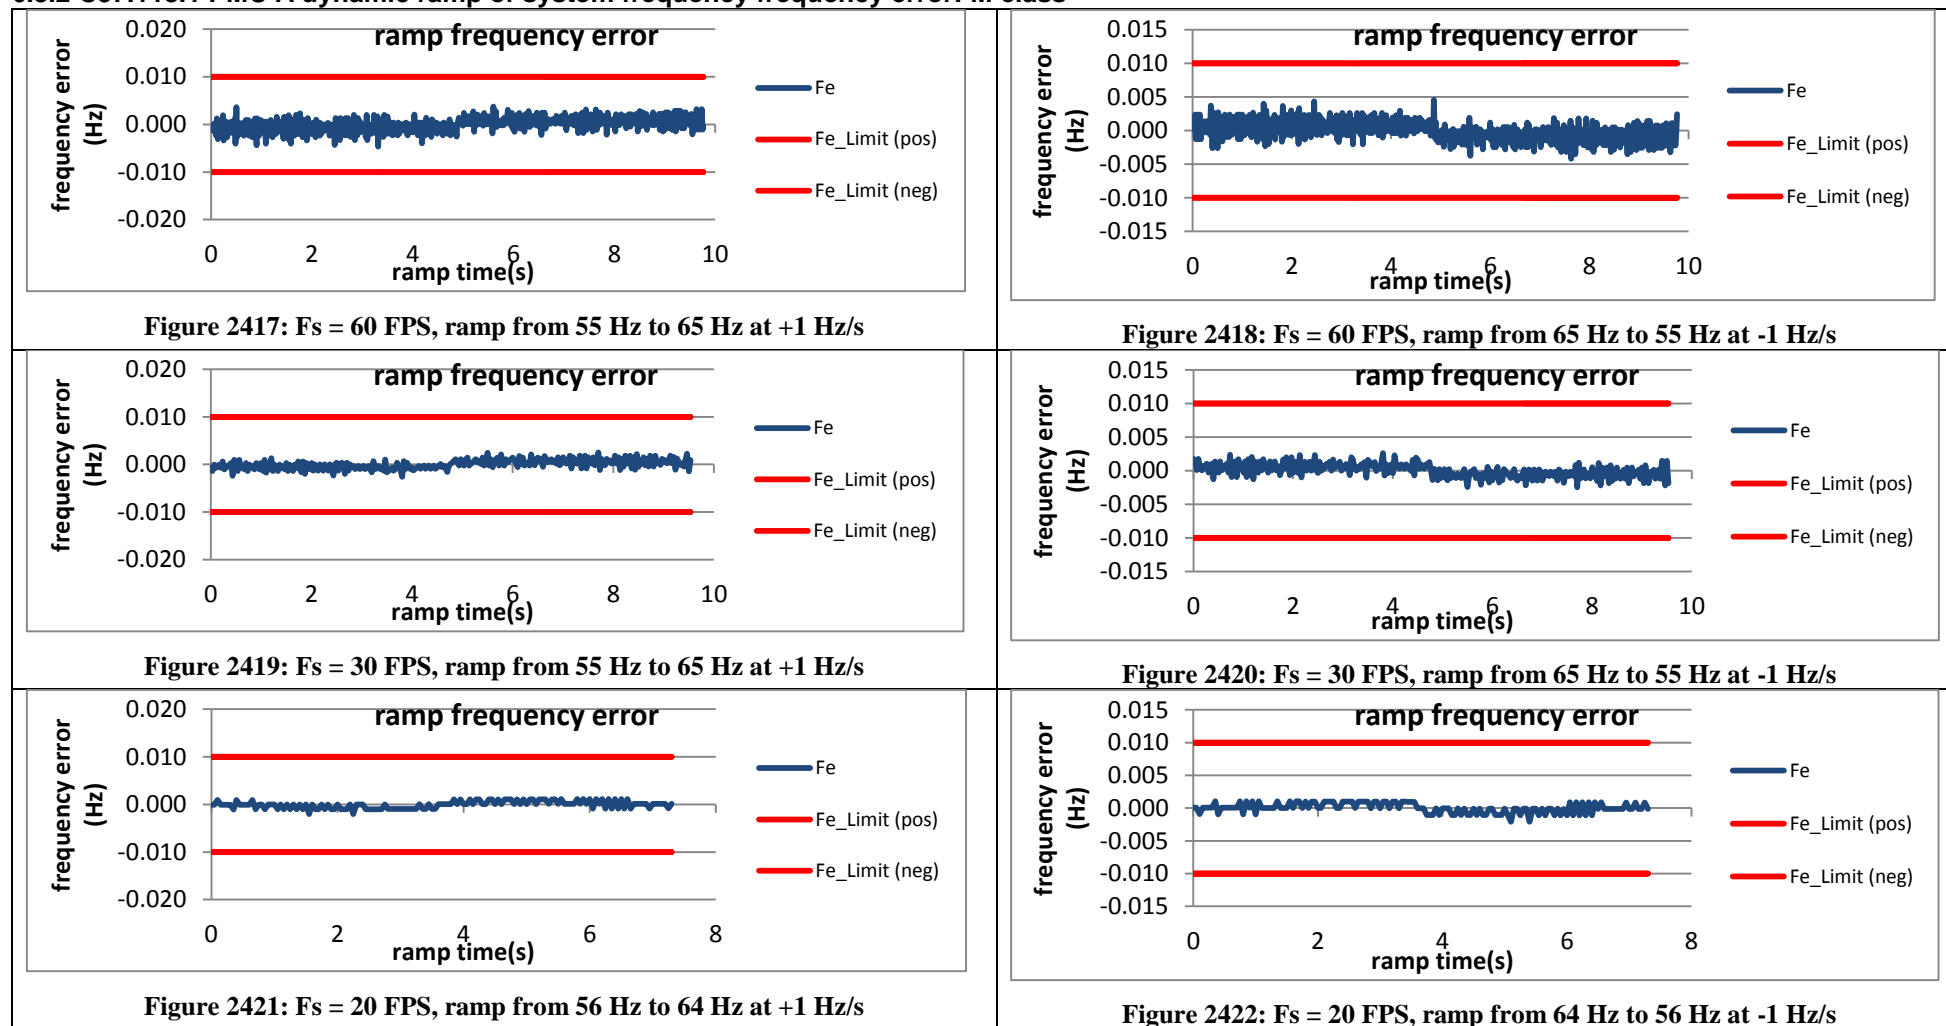 ramp frequency error
frequency error
(Hz)
0.020
0.010
0.000
-0.010
-0.020
0 2 4 6 8 10
ramp time(s)
Fe
Fe_Limit (pos)
Fe_Limit (neg)
Figure 2417: Fs = 60 FPS, ramp from 55 Hz to 65 Hz at +1 Hz/s
ramp frequency error
frequency error
(Hz)
0.015
0.010
0.005
0.000
-0.005
-0.010
-0.015
0 2 4 6 8 10
ramp time(s)
Fe
Fe_Limit (pos)
Fe_Limit (neg)
Figure 2418: Fs = 60 FPS, ramp from 65 Hz to 55 Hz at -1 Hz/s
ramp frequency error
frequency error
(Hz)
0.020
0.010
0.000
-0.010
-0.020
0 2 4 6 8 10
ramp time(s)
Fe
Fe_Limit (pos)
Fe_Limit (neg)
Figure 2419: Fs = 30 FPS, ramp from 55 Hz to 65 Hz at +1 Hz/s
ramp frequency error
frequency error
(Hz)
0.015
0.010
0.005
0.000
-0.005
-0.010
-0.015
0 2 4 6 8 10
ramp time(s)
Fe
Fe_Limit (pos)
Fe_Limit (neg)
Figure 2420: Fs = 30 FPS, ramp from 65 Hz to 55 Hz at -1 Hz/s
ramp frequency error
frequency error
(Hz)
0.020
0.010
0.000
-0.010
-0.020
0 2 4 6 8
ramp time(s)
Fe
Fe_Limit (pos)
Fe_Limit (neg)
Figure 2421: Fs = 20 FPS, ramp from 56 Hz to 64 Hz at +1 Hz/s
ramp frequency error
frequency error
(Hz)
0.015
0.010
0.005
0.000
-0.005
-0.010
-0.015
0 2 4 6 8
ramp time(s)
Fe
Fe_Limit (pos)
Fe_Limit (neg)
Figure 2422: Fs = 20 FPS, ramp from 64 Hz to 56 Hz at -1 Hz/s